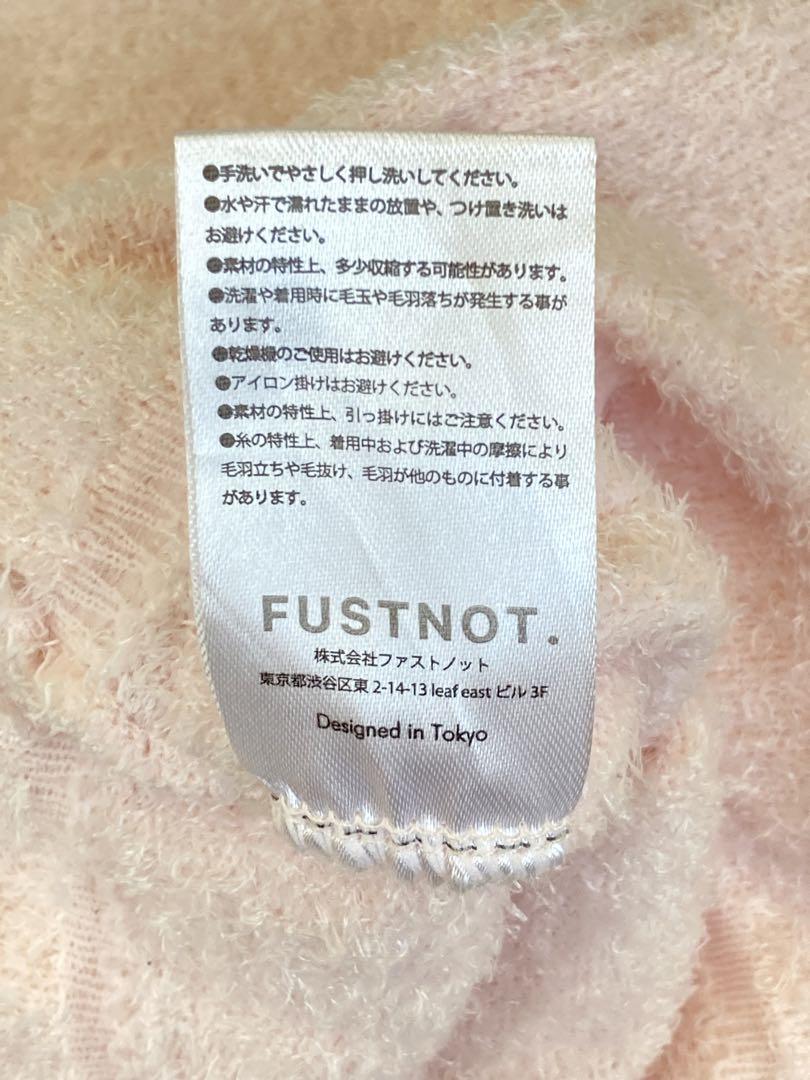 ●手洗いでやさしく押し洗いしてください。
●水や汗で濡れたままの放置や、つけ置き洗いは
お避けください。
●素材の特性上、多少収縮する可能性があります。
●洗濯や着用時に毛玉や毛羽落ちが発生する事が
あります。
●乾燥機のご使用はお避けください。
●アイロン掛けはお避けください。
●素材の特性上、引っ掛けにはご注意ください。
●糸の特性上、着用中および洗濯中の摩擦により
毛羽立ちや毛抜け、毛羽が他のものに付着する事
があります。
FUSTNOT.
株式会社ファストノット
東京都渋谷区東 2-14-13 leaf east ビル 3F
Designed in Tokyo